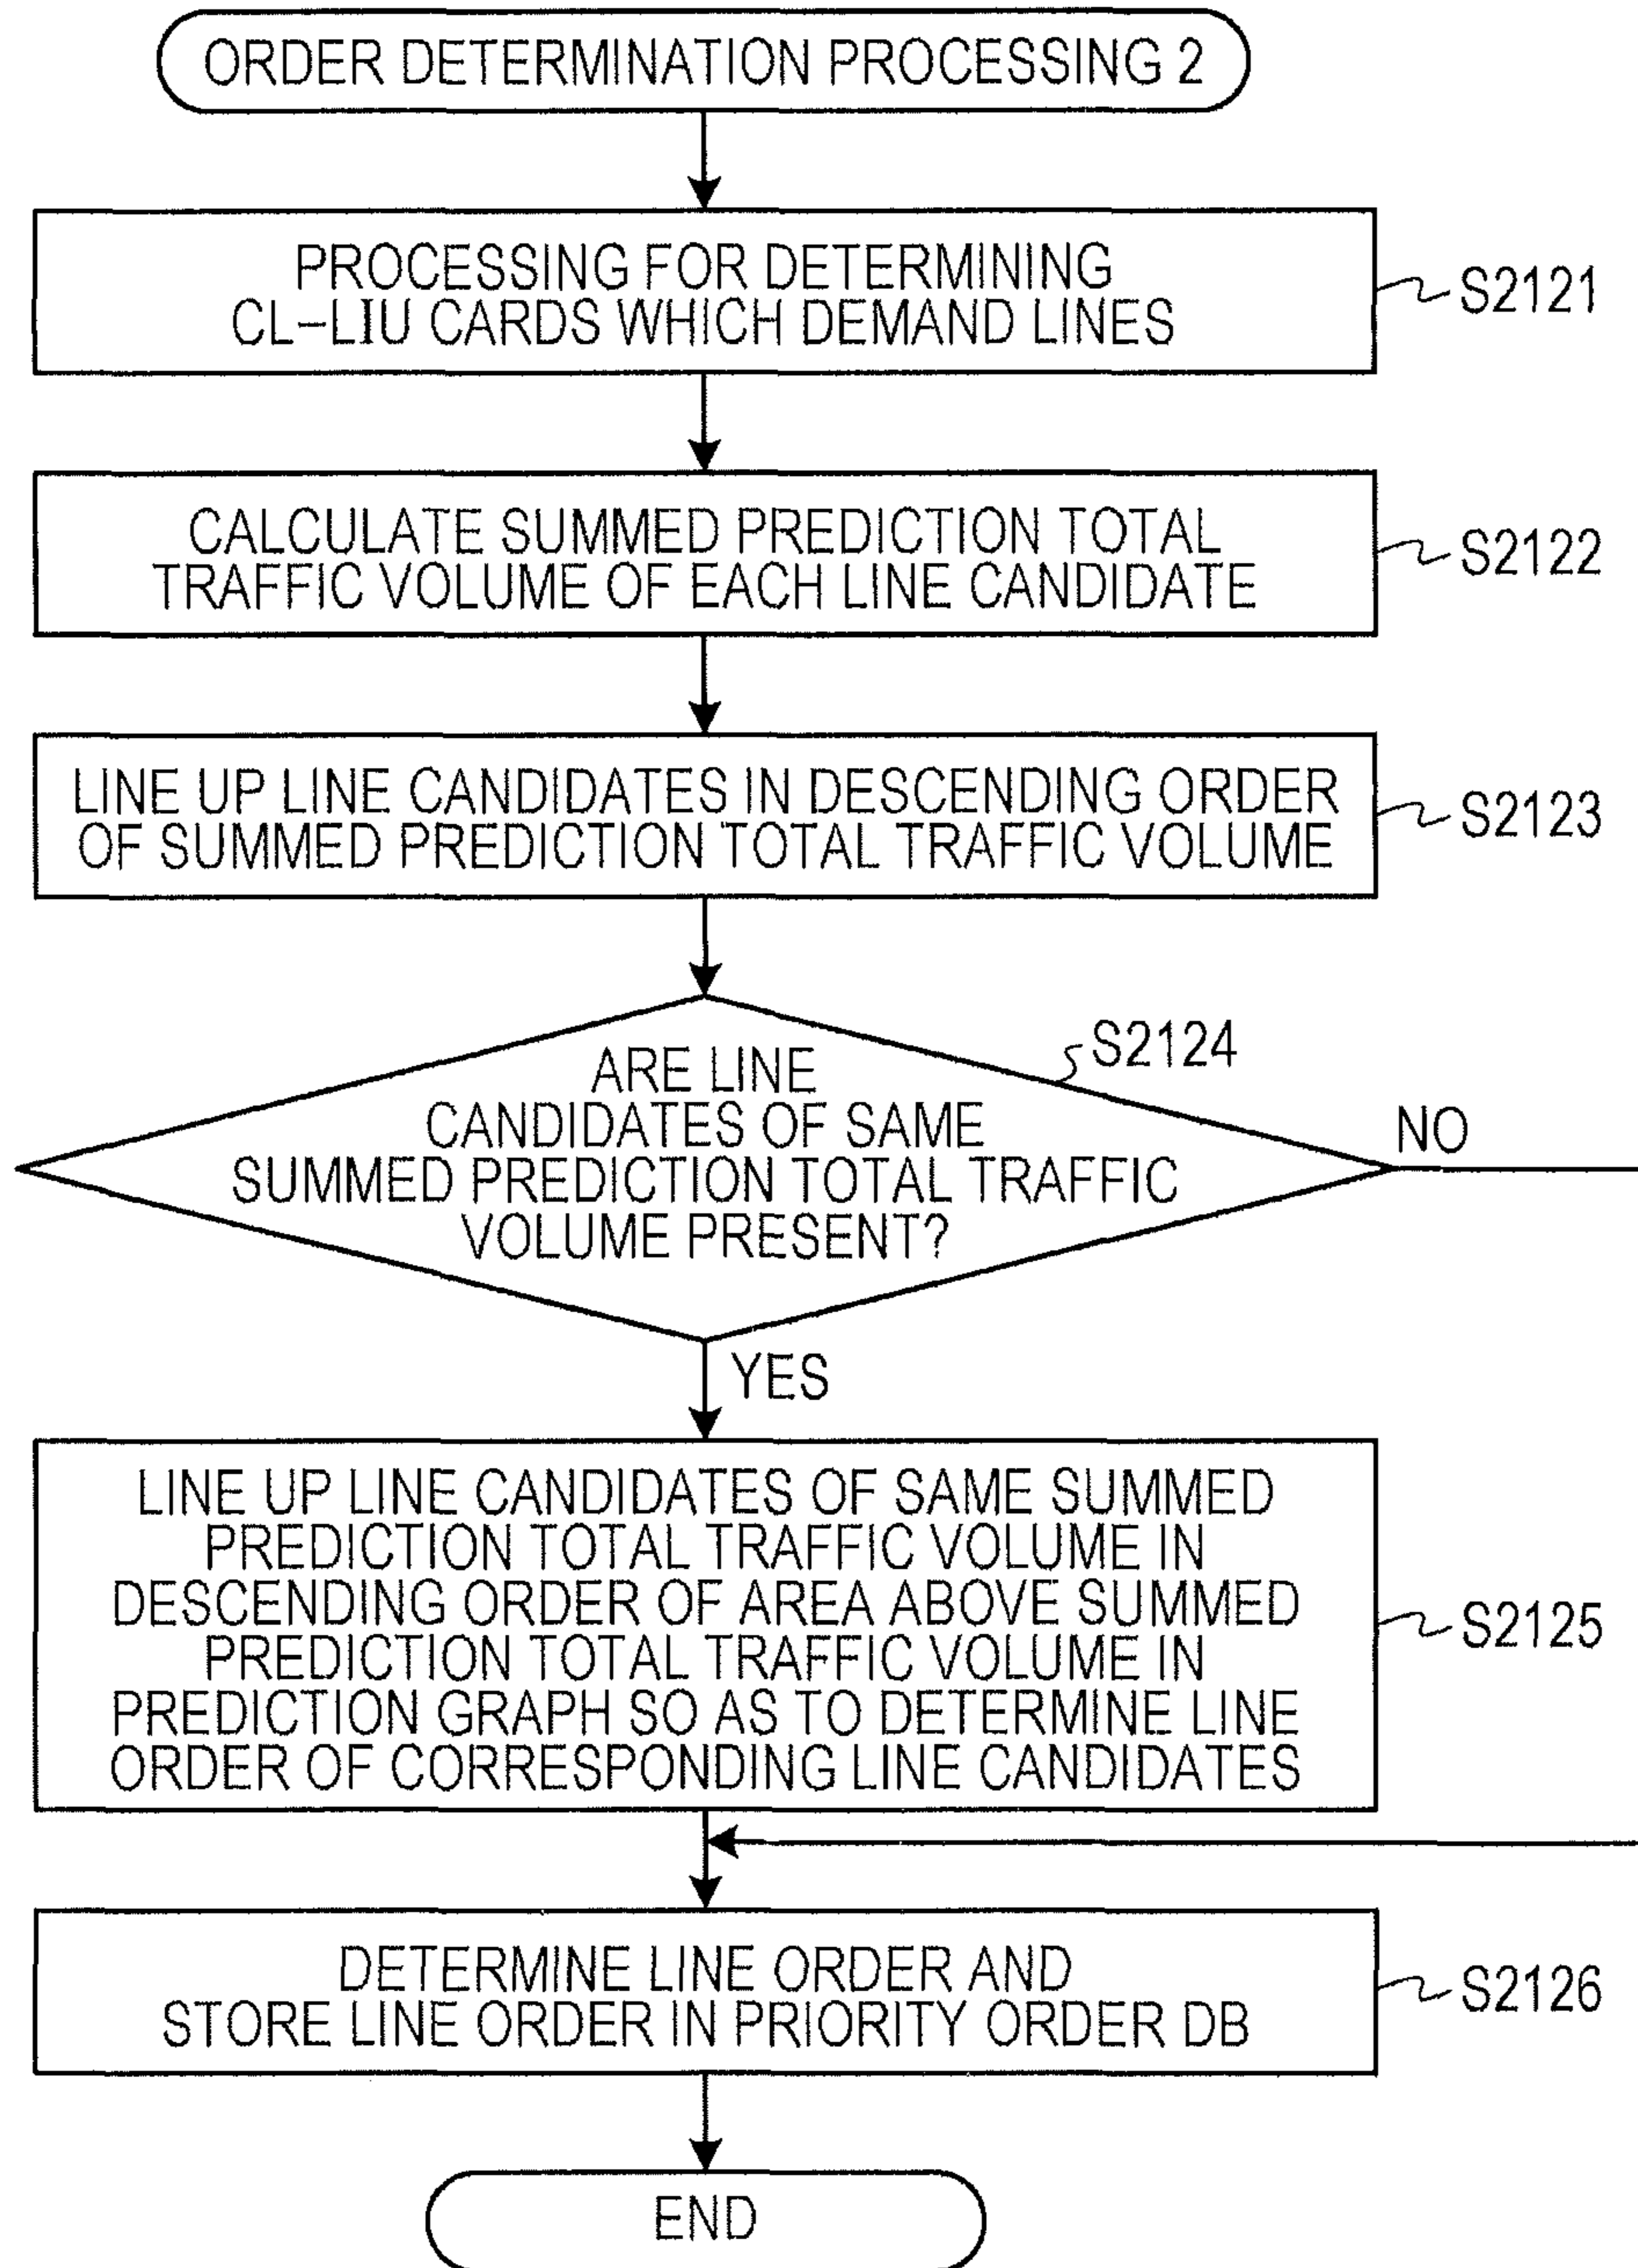 ORDER DETERMINATION PROCESSING 2
PROCESSING FOR DETERMINING
CL-LIU CARDS WHICH DEMAND LINES
S2121
CALCULATE SUMMED PREDICTION TOTAL
TRAFFIC VOLUME OF EACH LINE CANDIDATE
S2122
LINE UP LINE CANDIDATES IN DESCENDING ORDER
OF SUMMED PREDICTION TOTAL TRAFFIC VOLUME
S2123
S2124
ARE LINE
CANDIDATES OF SAME
SUMMED PREDICTION TOTAL TRAFFIC
VOLUME PRESENT?
NO
YES
LINE UP LINE CANDIDATES OF SAME SUMMED
PREDICTION TOTAL TRAFFIC VOLUME IN
DESCENDING ORDER OF AREA ABOVE SUMMED
PREDICTION TOTAL TRAFFIC VOLUME IN
PREDICTION GRAPH SO AS TO DETERMINE LINE
ORDER OF CORRESPONDING LINE CANDIDATES
S2125
DETERMINE LINE ORDER AND
STORE LINE ORDER IN PRIORITY ORDER DB
S2126
END